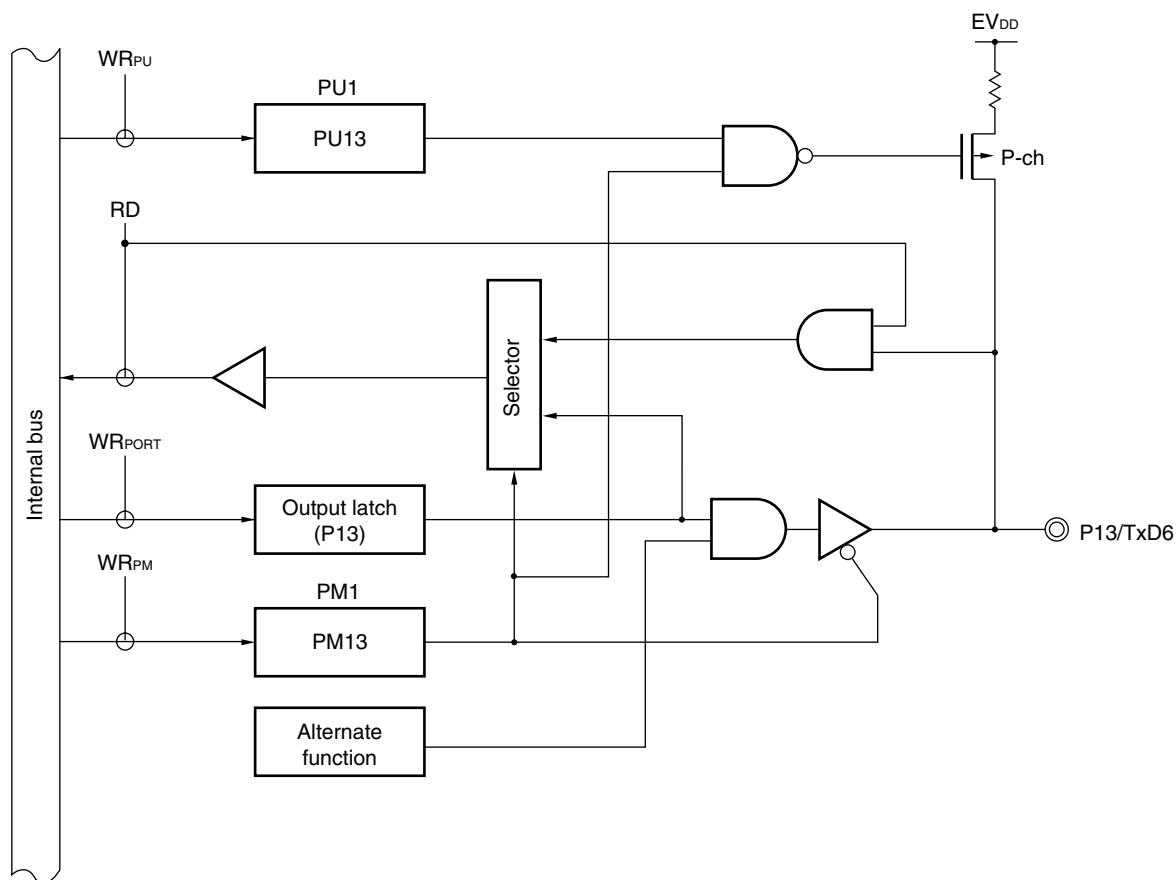 EVDD
WRPU
PU1
PU13
P-ch
RD
Selector
Internal bus
WRPORT
Output latch
(P13)
P13/TxD6
WRPM
PM1
PM13
Alternate
function